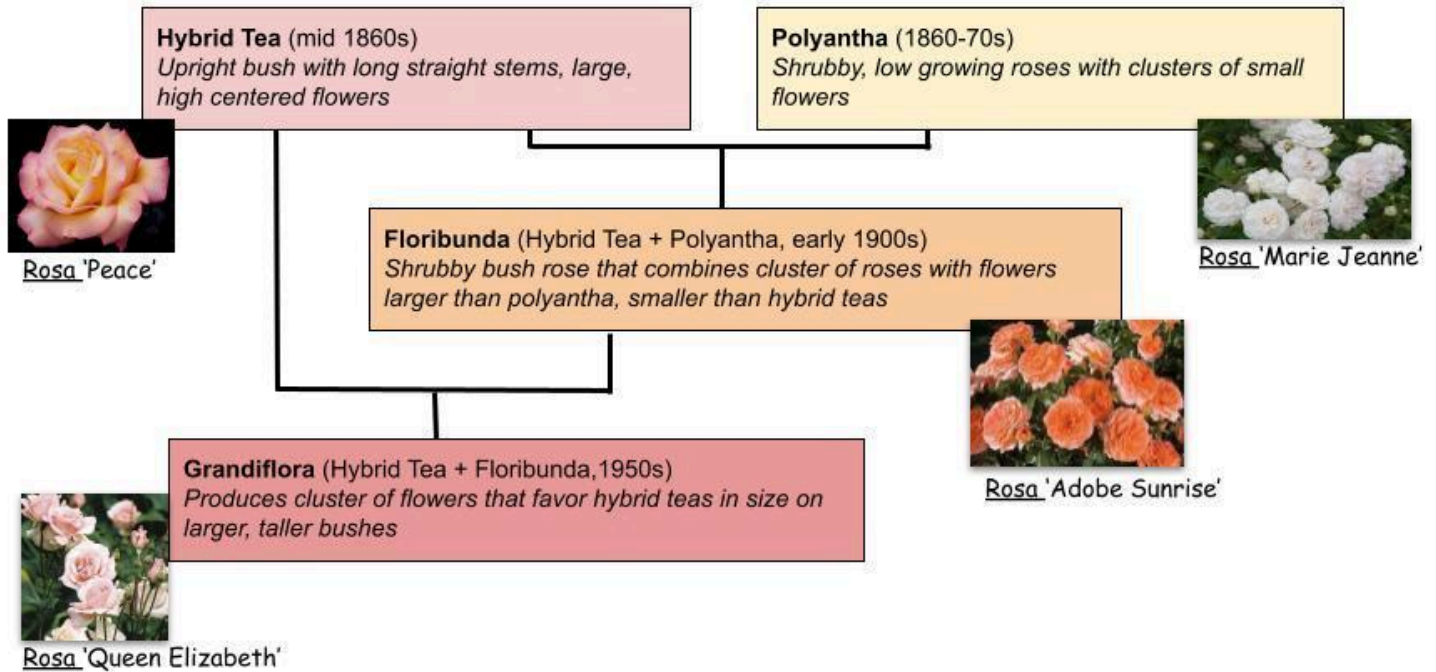 Hybrid Tea (mid 1860s)
Upright bush with long straight stems, large,
high centered flowers
Polyantha (1860-70s)
Shrubby, low growing roses with clusters of small
flowers
Rosa 'Peace'
Rosa 'Marie Jeanne'
Floribunda (Hybrid Tea + Polyantha, early 1900s)
Shrubby bush rose that combines cluster of roses with flowers
larger than polyantha, smaller than hybrid teas
Rosa 'Adobe Sunrise'
Grandiflora (Hybrid Tea + Floribunda,1950s)
Produces cluster of flowers that favor hybrid teas in size on
larger, taller bushes
Rosa 'Queen Elizabeth'